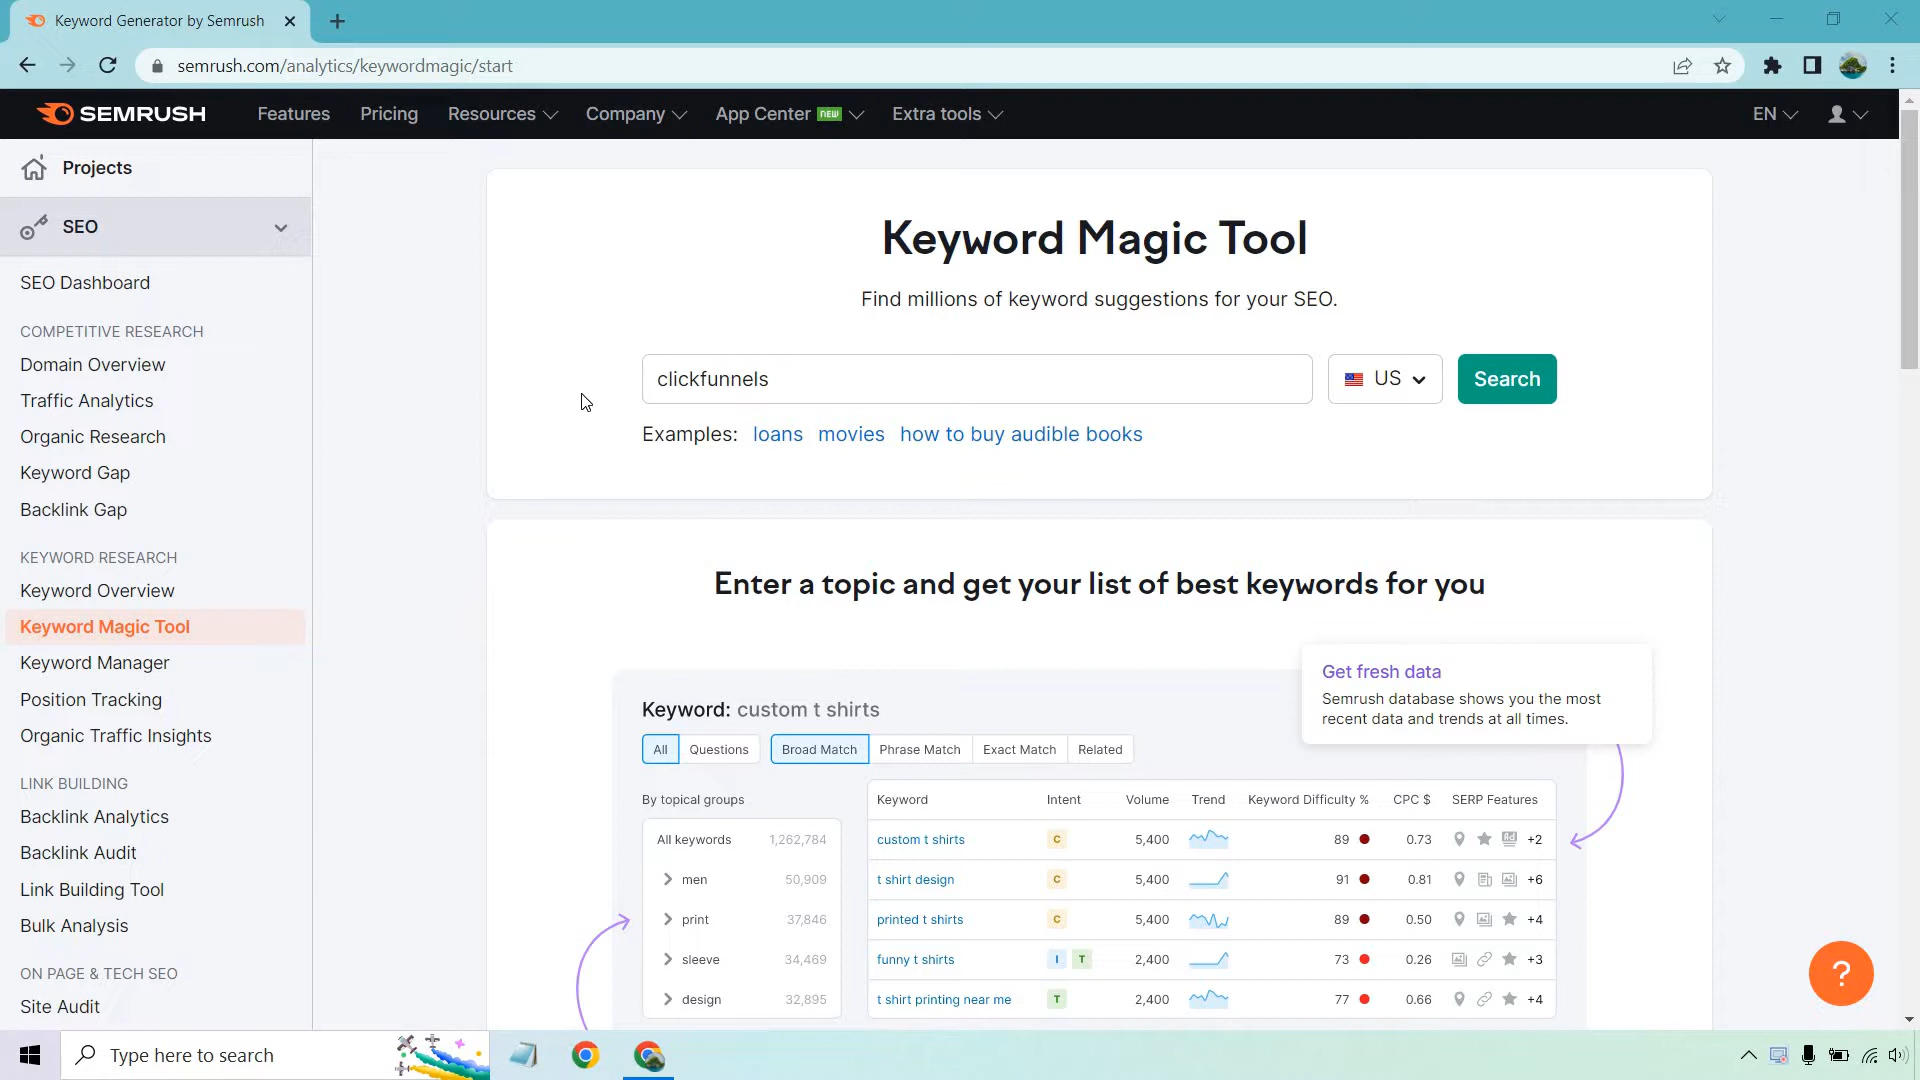 Keyword Generator by Semrush
semrush.com/analytics/keywordmagic/start
SEMRUSH Features Pricing Resources Company App Center NEW Extra tools EN
Projects
SEO
SEO Dashboard
COMPETITIVE RESEARCH
Domain Overview
Traffic Analytics
Organic Research
Keyword Gap
Backlink Gap
KEYWORD RESEARCH
Keyword Overview
Keyword Magic Tool
Keyword Manager
Position Tracking
Organic Traffic Insights
LINK BUILDING
Backlink Analytics
Backlink Audit
Link Building Tool
Bulk Analysis
ON PAGE & TECH SEO
Site Audit
Keyword Magic Tool
Find millions of keyword suggestions for your SEO.
clickfunnels US Search
Examples: loans movies how to buy audible books
Enter a topic and get your list of best keywords for you
Get fresh data
Semrush database shows you the most
recent data and trends at all times.
Keyword: custom t shirts
All Questions Broad Match Phrase Match Exact Match Related
By topical groups
All keywords 1,262,784
men 50,909
print 37,846
sleeve 34,469
design 32,895
Keyword Intent Volume Trend Keyword Difficulty % CPC $ SERP Features
custom t shirts C 5,400 89 0.73 Ad +2
t shirt design C 5,400 91 0.81 +6
printed t shirts C 5,400 89 0.50 +4
funny t shirts I T 2,400 73 0.26 +3
t shirt printing near me T 2,400 77 0.66 +4
?
Type here to search